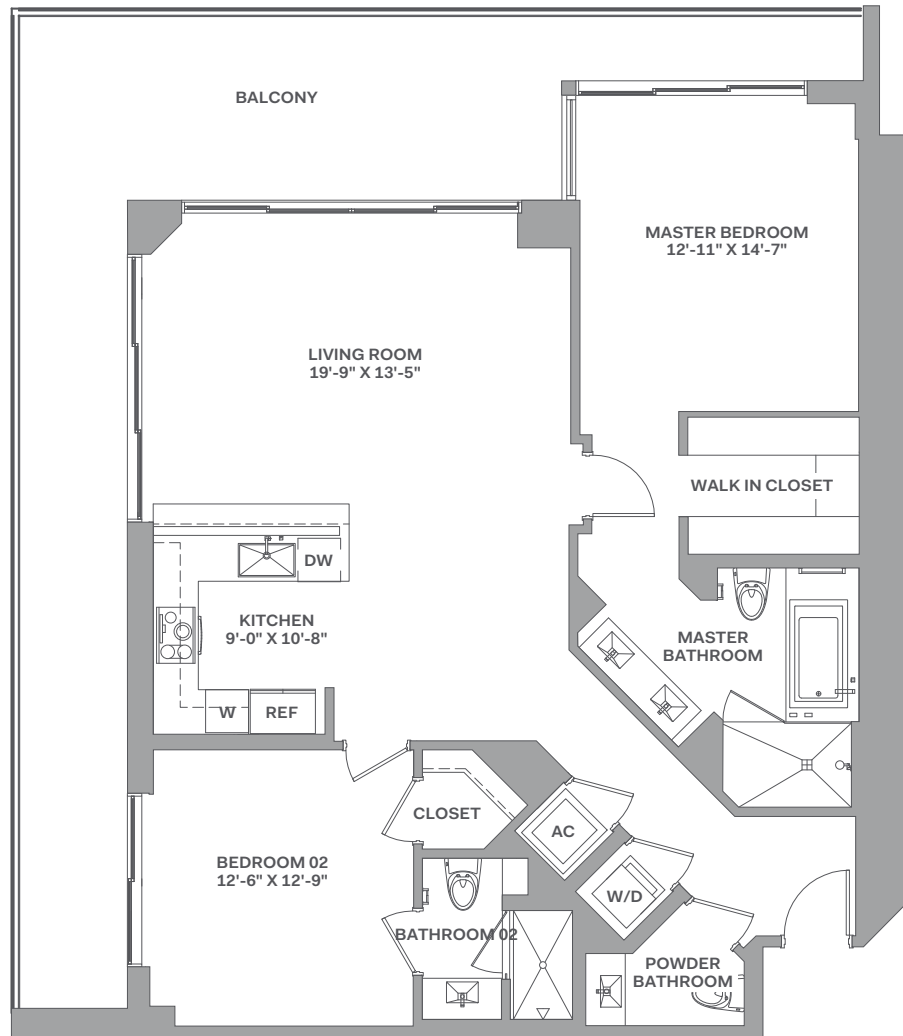 BALCONY
MASTER BEDROOM
12'-11" X 14'-7"
LIVING ROOM
19'-9" X 13'-5"
WALK IN CLOSET
DW
KITCHEN
9'-0" X 10'-8"
MASTER
BATHROOM
W
REF
CLOSET
AC
BEDROOM 02
12'-6" X 12'-9"
W/D
BATHROOM 02
POWDER
BATHROOM